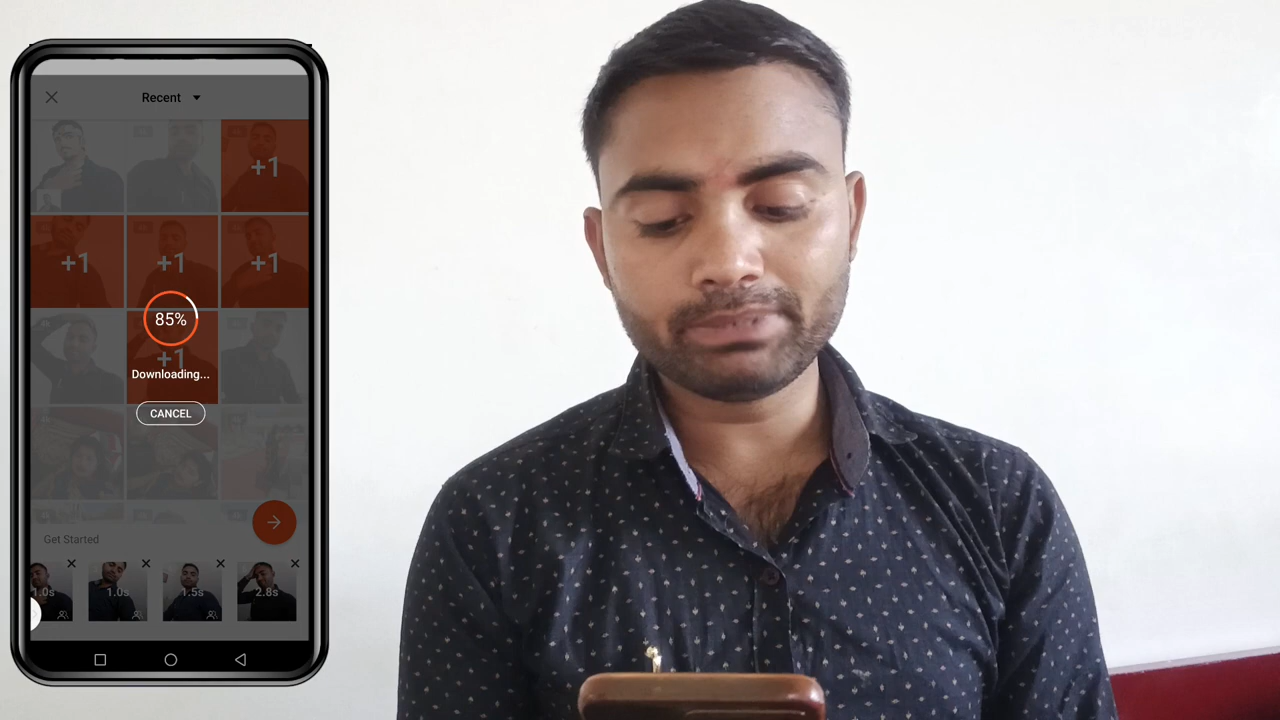 Recent
+1
+1 +1 +1
85%
+1
Downloading...
CANCEL
Get Started
1.0s 1.0s 1.5s 2.8s